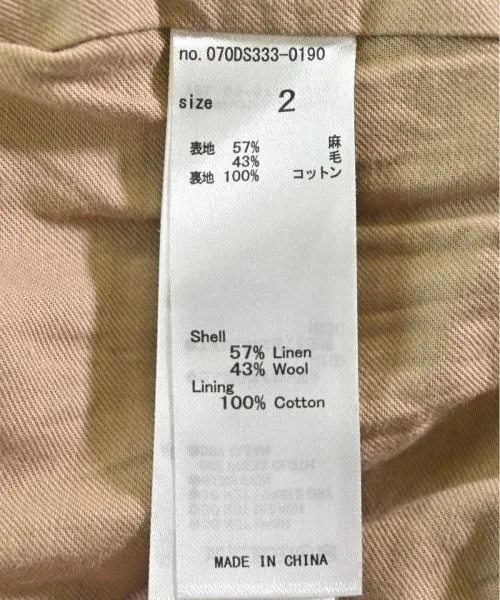 no.070DS333-0190
size 2
表地 57% 麻
43% 毛
裏地 100% コットン
Shell
57% Linen
43% Wool
Lining
100% Cotton
MADE IN CHINA